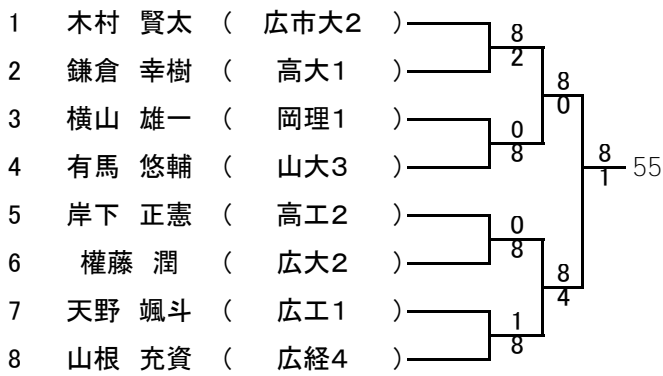 1 木村 賢太 ( 広市大2 )
8
2
2 鎌倉 幸樹 ( 高大1 )
8
0
3 横山 雄一 ( 岡理1 )
0
8
4 有馬 悠輔 ( 山大3 )
8
1
55
5 岸下 正憲 ( 高工2 )
0
8
6 權藤 潤 ( 広大2 )
8
4
7 天野 颯斗 ( 広工1 )
1
8
8 山根 充資 ( 広経4 )